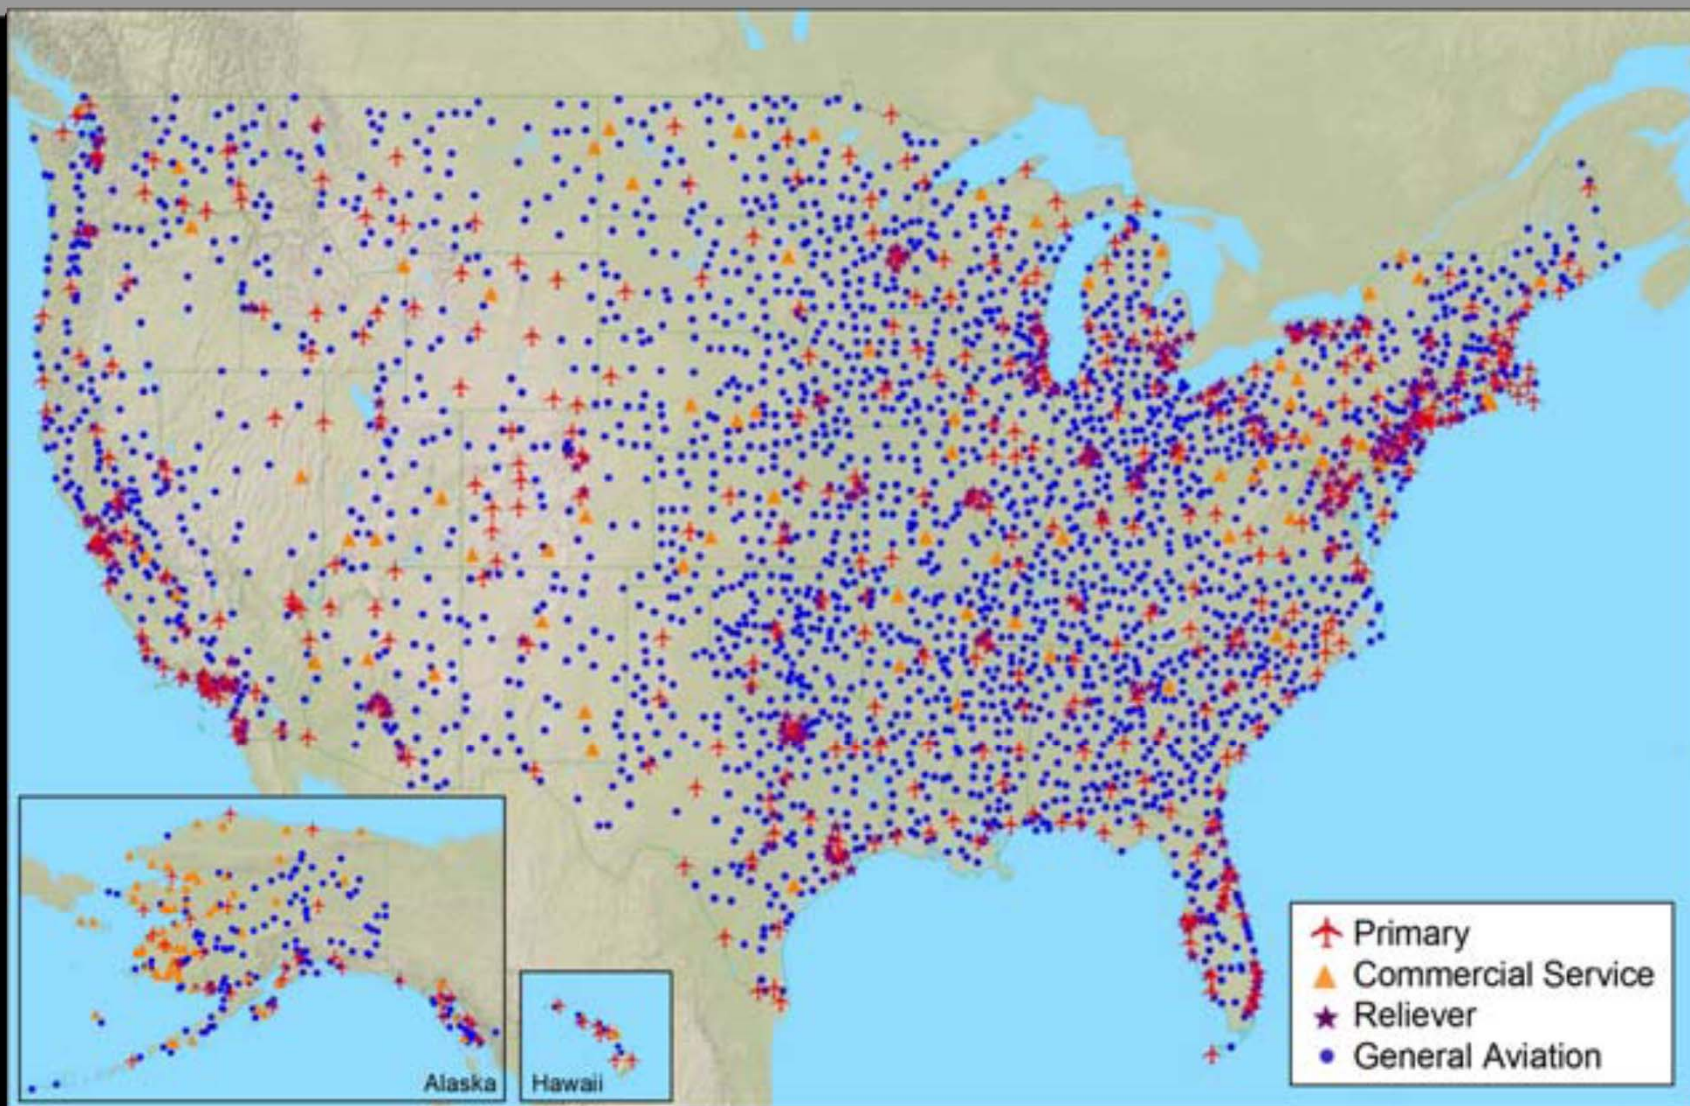 Primary
Commercial Service
Reliever
General Aviation
Alaska
Hawaii